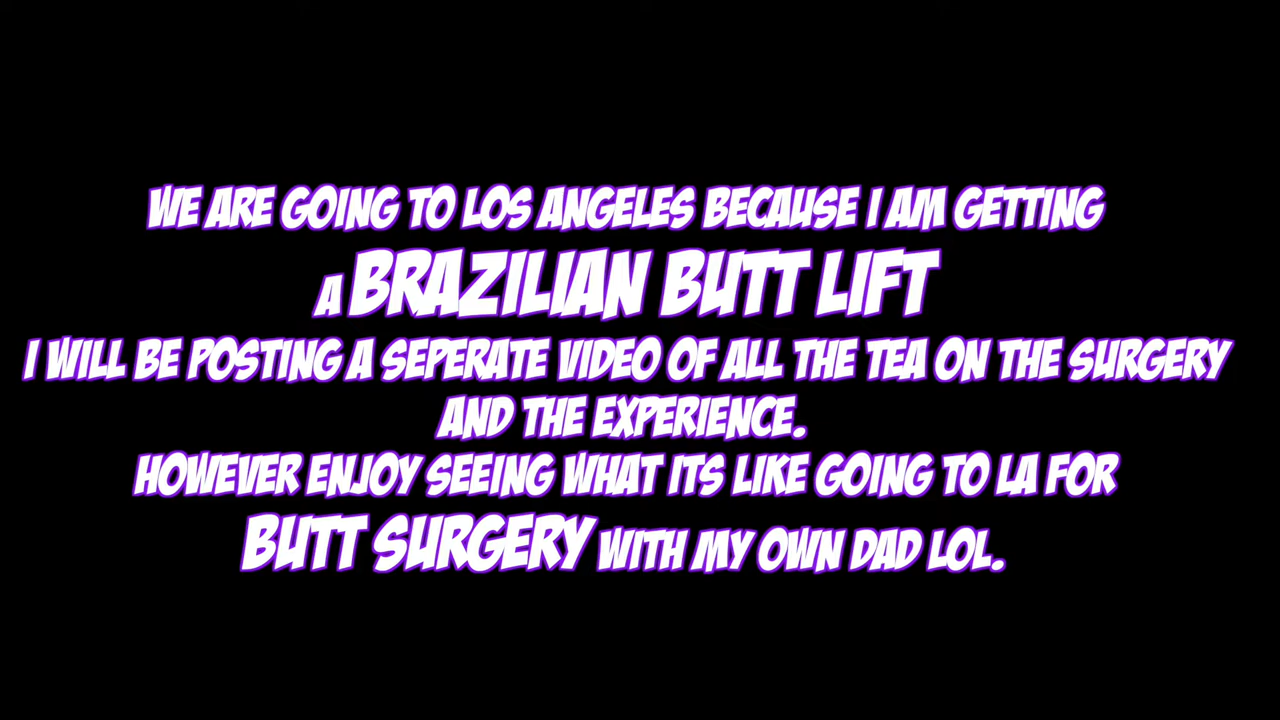 WE ARE GOING TO LOS ANGELES BECAUSE I AM GETTING
A BRAZILIAN BUTT LIFT
I WILL BE POSTING A SEPERATE VIDEO OF ALL THE TEA ON THE SURGERY
AND THE EXPERIENCE.
HOWEVER ENJOY SEEING WHAT ITS LIKE GOING TO LA FOR
BUTT SURGERY WITH MY OWN DAD LOL.